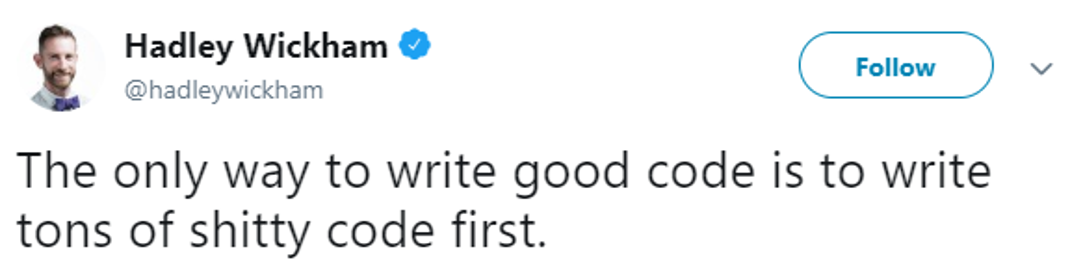 Hadley Wickham
@hadleywickham
Follow
The only way to write good code is to write
tons of shitty code first.